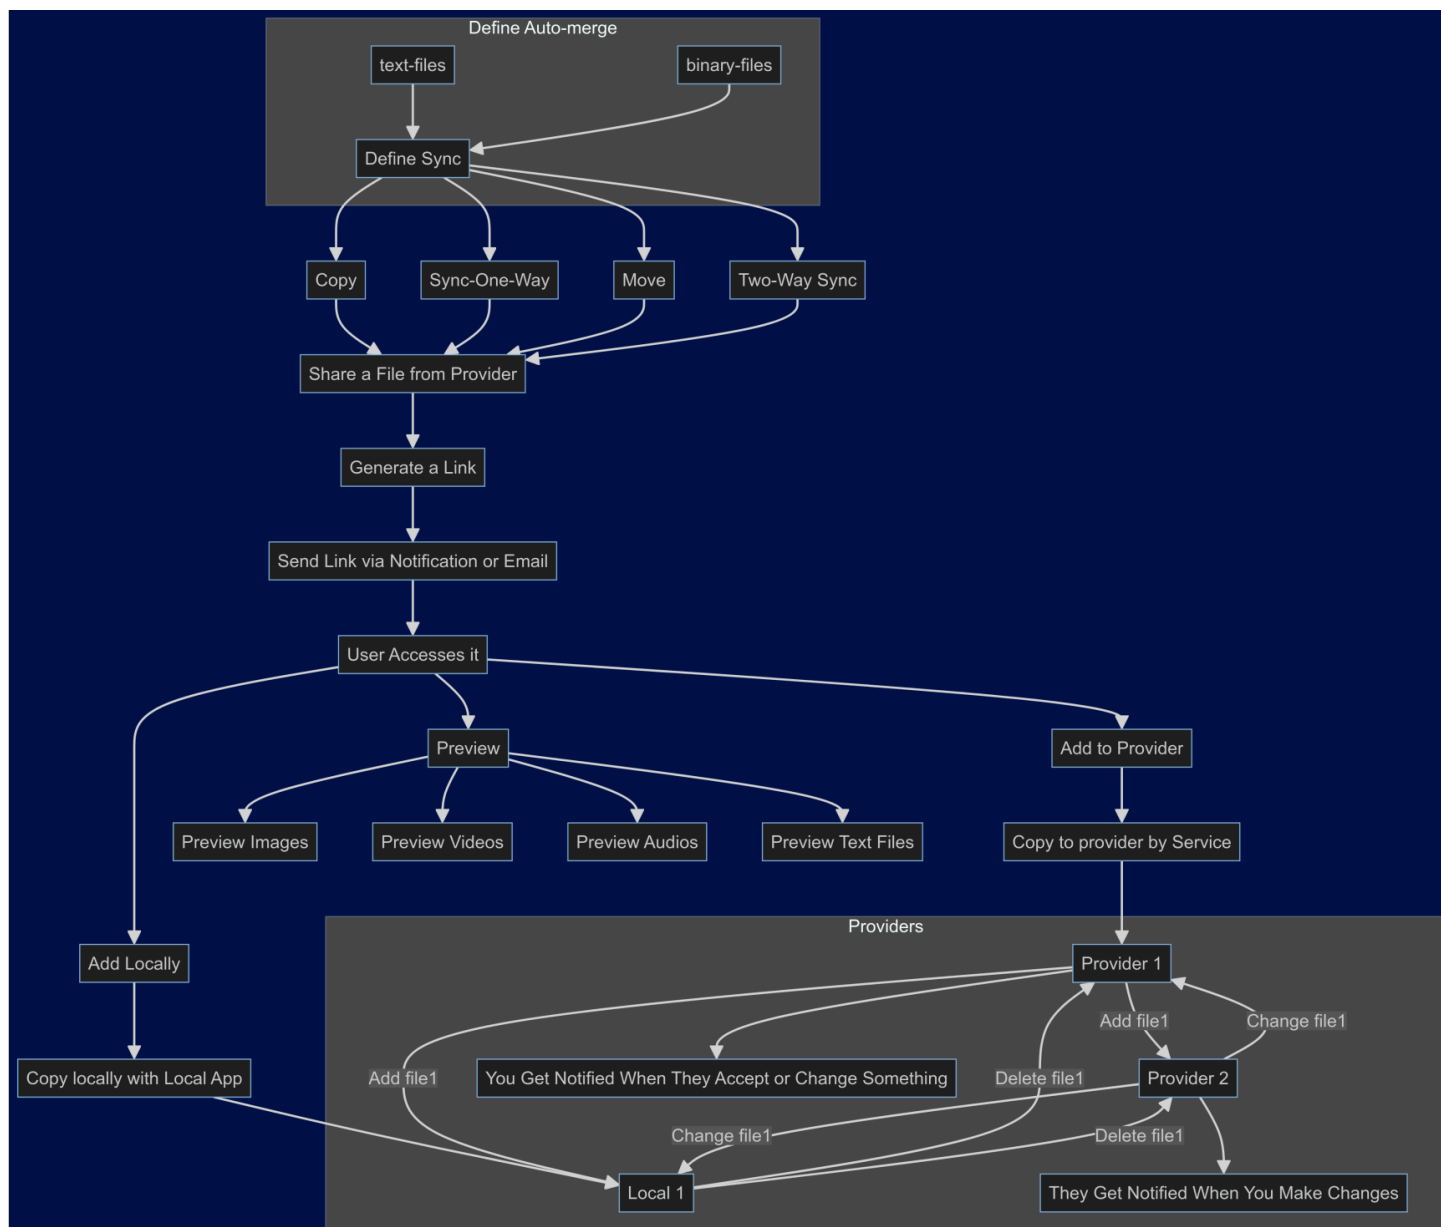 Define Auto-merge
text-files
binary-files
Define Sync
Copy
Sync-One-Way
Move
Two-Way Sync
Share a File from Provider
Generate a Link
Send Link via Notification or Email
User Accesses it
Preview
Add to Provider
Preview Images
Preview Videos
Preview Audios
Preview Text Files
Copy to provider by Service
Providers
Add Locally
Provider 1
Add file1
Change file1
Copy locally with Local App
Add file1
You Get Notified When They Accept or Change Something
Delete file1
Provider 2
Change file1
Delete file1
Local 1
They Get Notified When You Make Changes